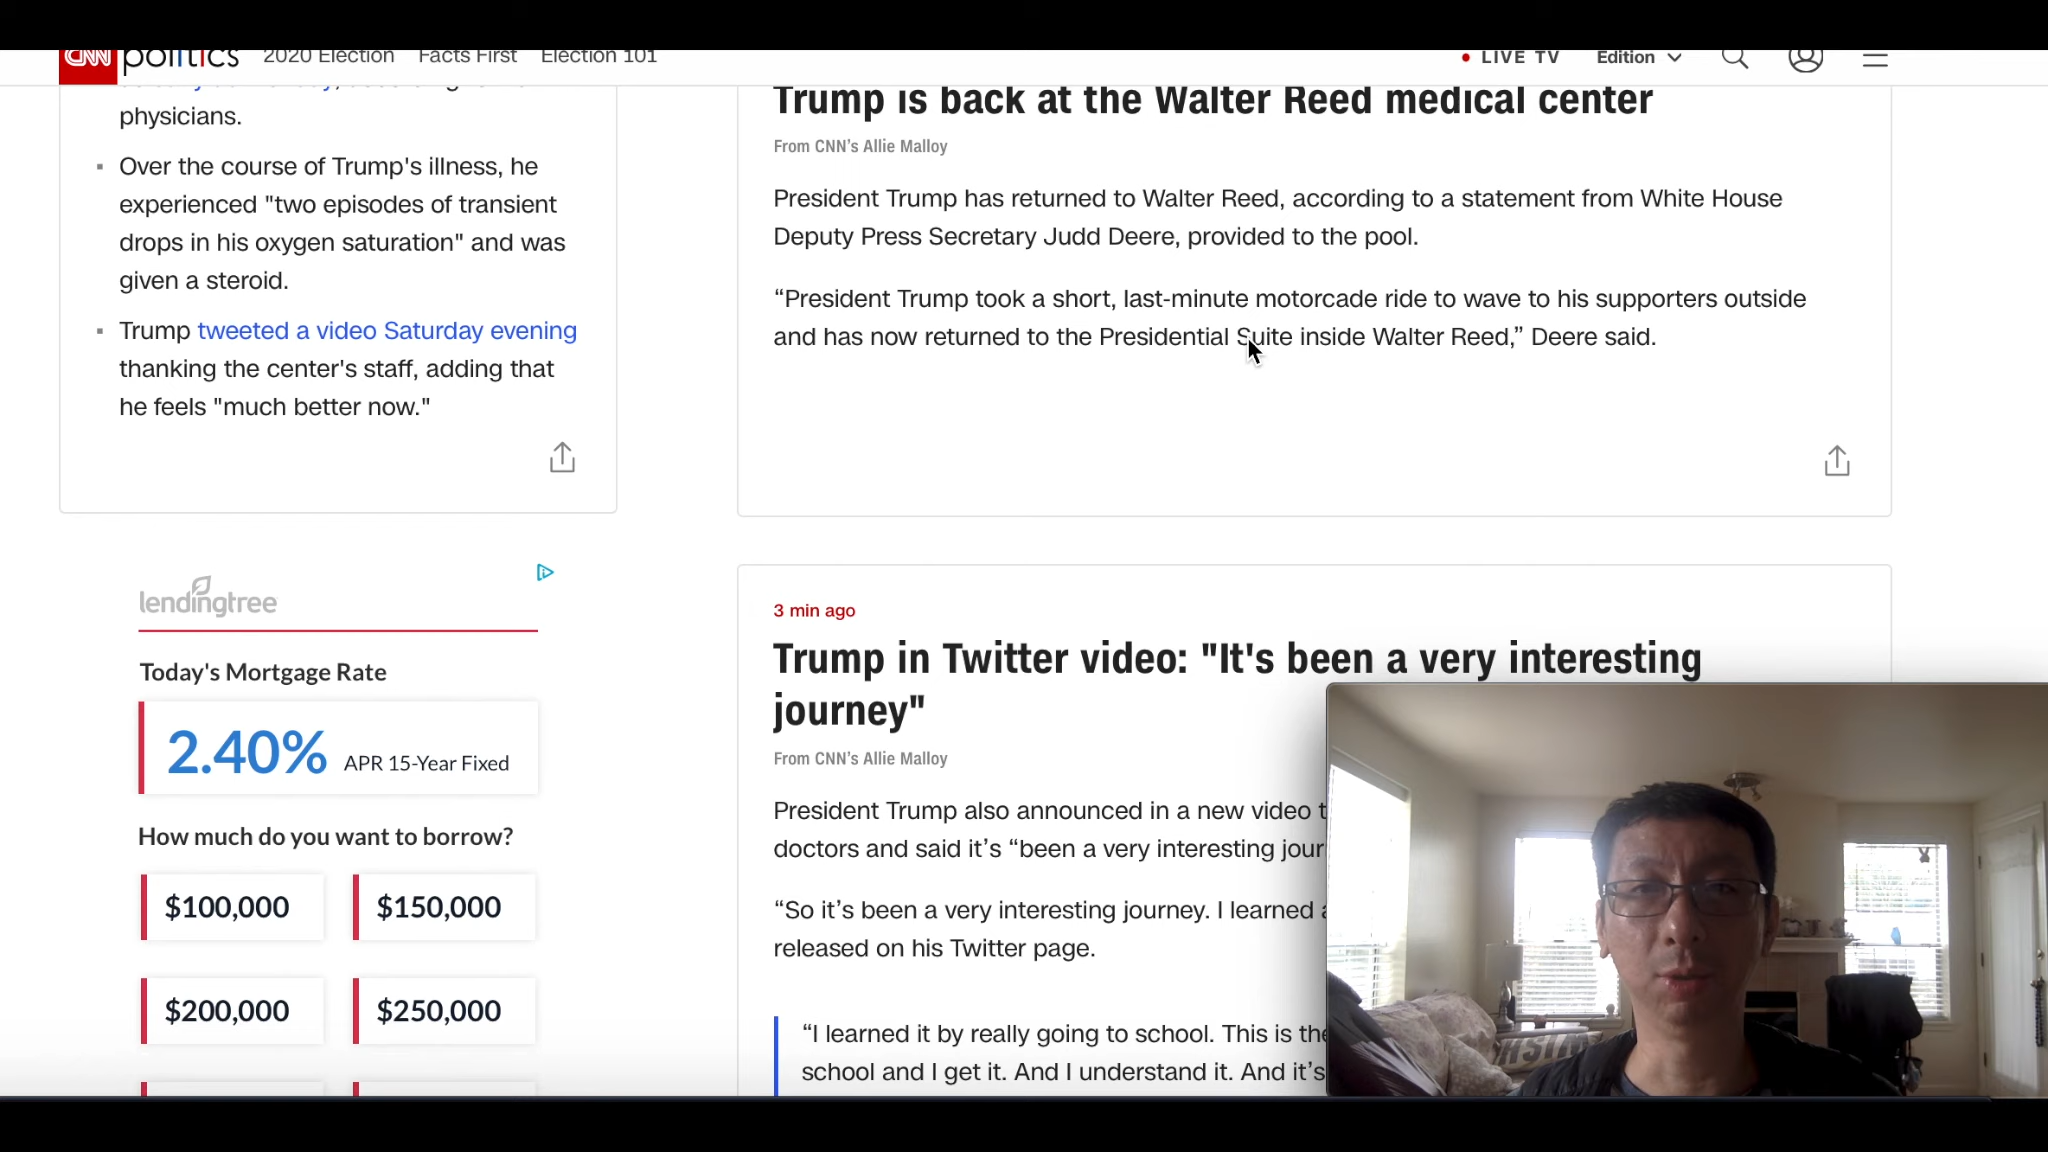 CNN politics 2020 Election Facts First Election 101 LIVE TV Edition
physicians.
Over the course of Trump's illness, he
experienced "two episodes of transient
drops in his oxygen saturation" and was
given a steroid.
Trump tweeted a video Saturday evening
thanking the center's staff, adding that
he feels "much better now."
lendingtree
Today's Mortgage Rate
2.40% APR 15-Year Fixed
How much do you want to borrow?
$100,000 $150,000
$200,000 $250,000
Trump is back at the Walter Reed medical center
From CNN's Allie Malloy
President Trump has returned to Walter Reed, according to a statement from White House
Deputy Press Secretary Judd Deere, provided to the pool.
“President Trump took a short, last-minute motorcade ride to wave to his supporters outside
and has now returned to the Presidential Suite inside Walter Reed,” Deere said.
3 min ago
Trump in Twitter video: "It's been a very interesting
journey"
From CNN's Allie Malloy
President Trump also announced in a new video
doctors and said it’s “been a very interesting
“So it’s been a very interesting journey. I learned
released on his Twitter page.
“I learned it by really going to school. This is
school and I get it. And I understand it. And it’s